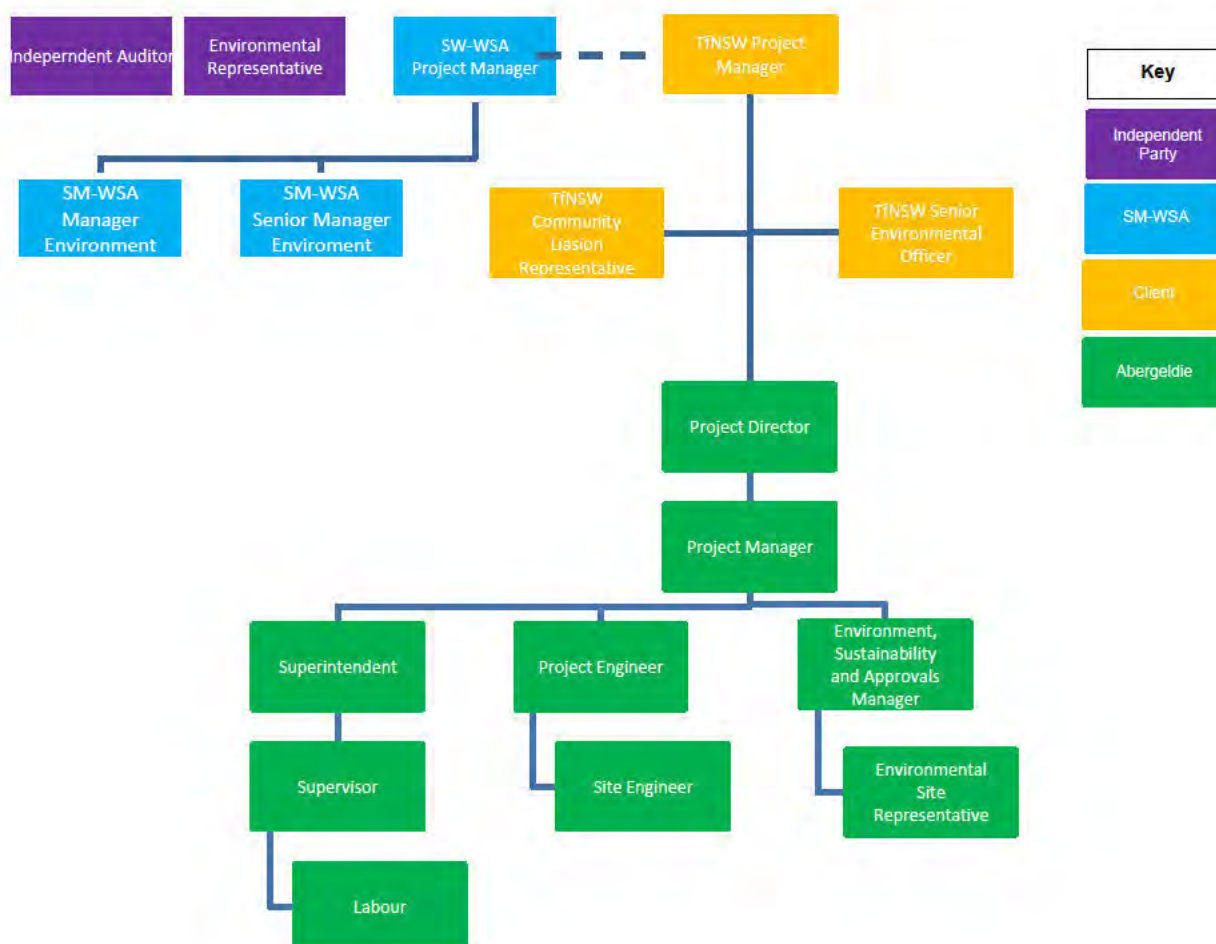 Indeperndent Auditor
Environmental
Representative
SW-WSA
Project Manager
TfNSW Project
Manager
Key
Independent
Party
SM-WSA
Manager
Environment
SM-WSA
Senior Manager
Enviroment
TfNSW
Community
Liasion
Representative
TfNSW Senior
Environmental
Officer
SM-WSA
Client
Abergeldie
Project Director
Project Manager
Superintendent
Project Engineer
Environment,
Sustainability
and Approvals
Manager
Supervisor
Site Engineer
Environmental
Site
Representative
Labour